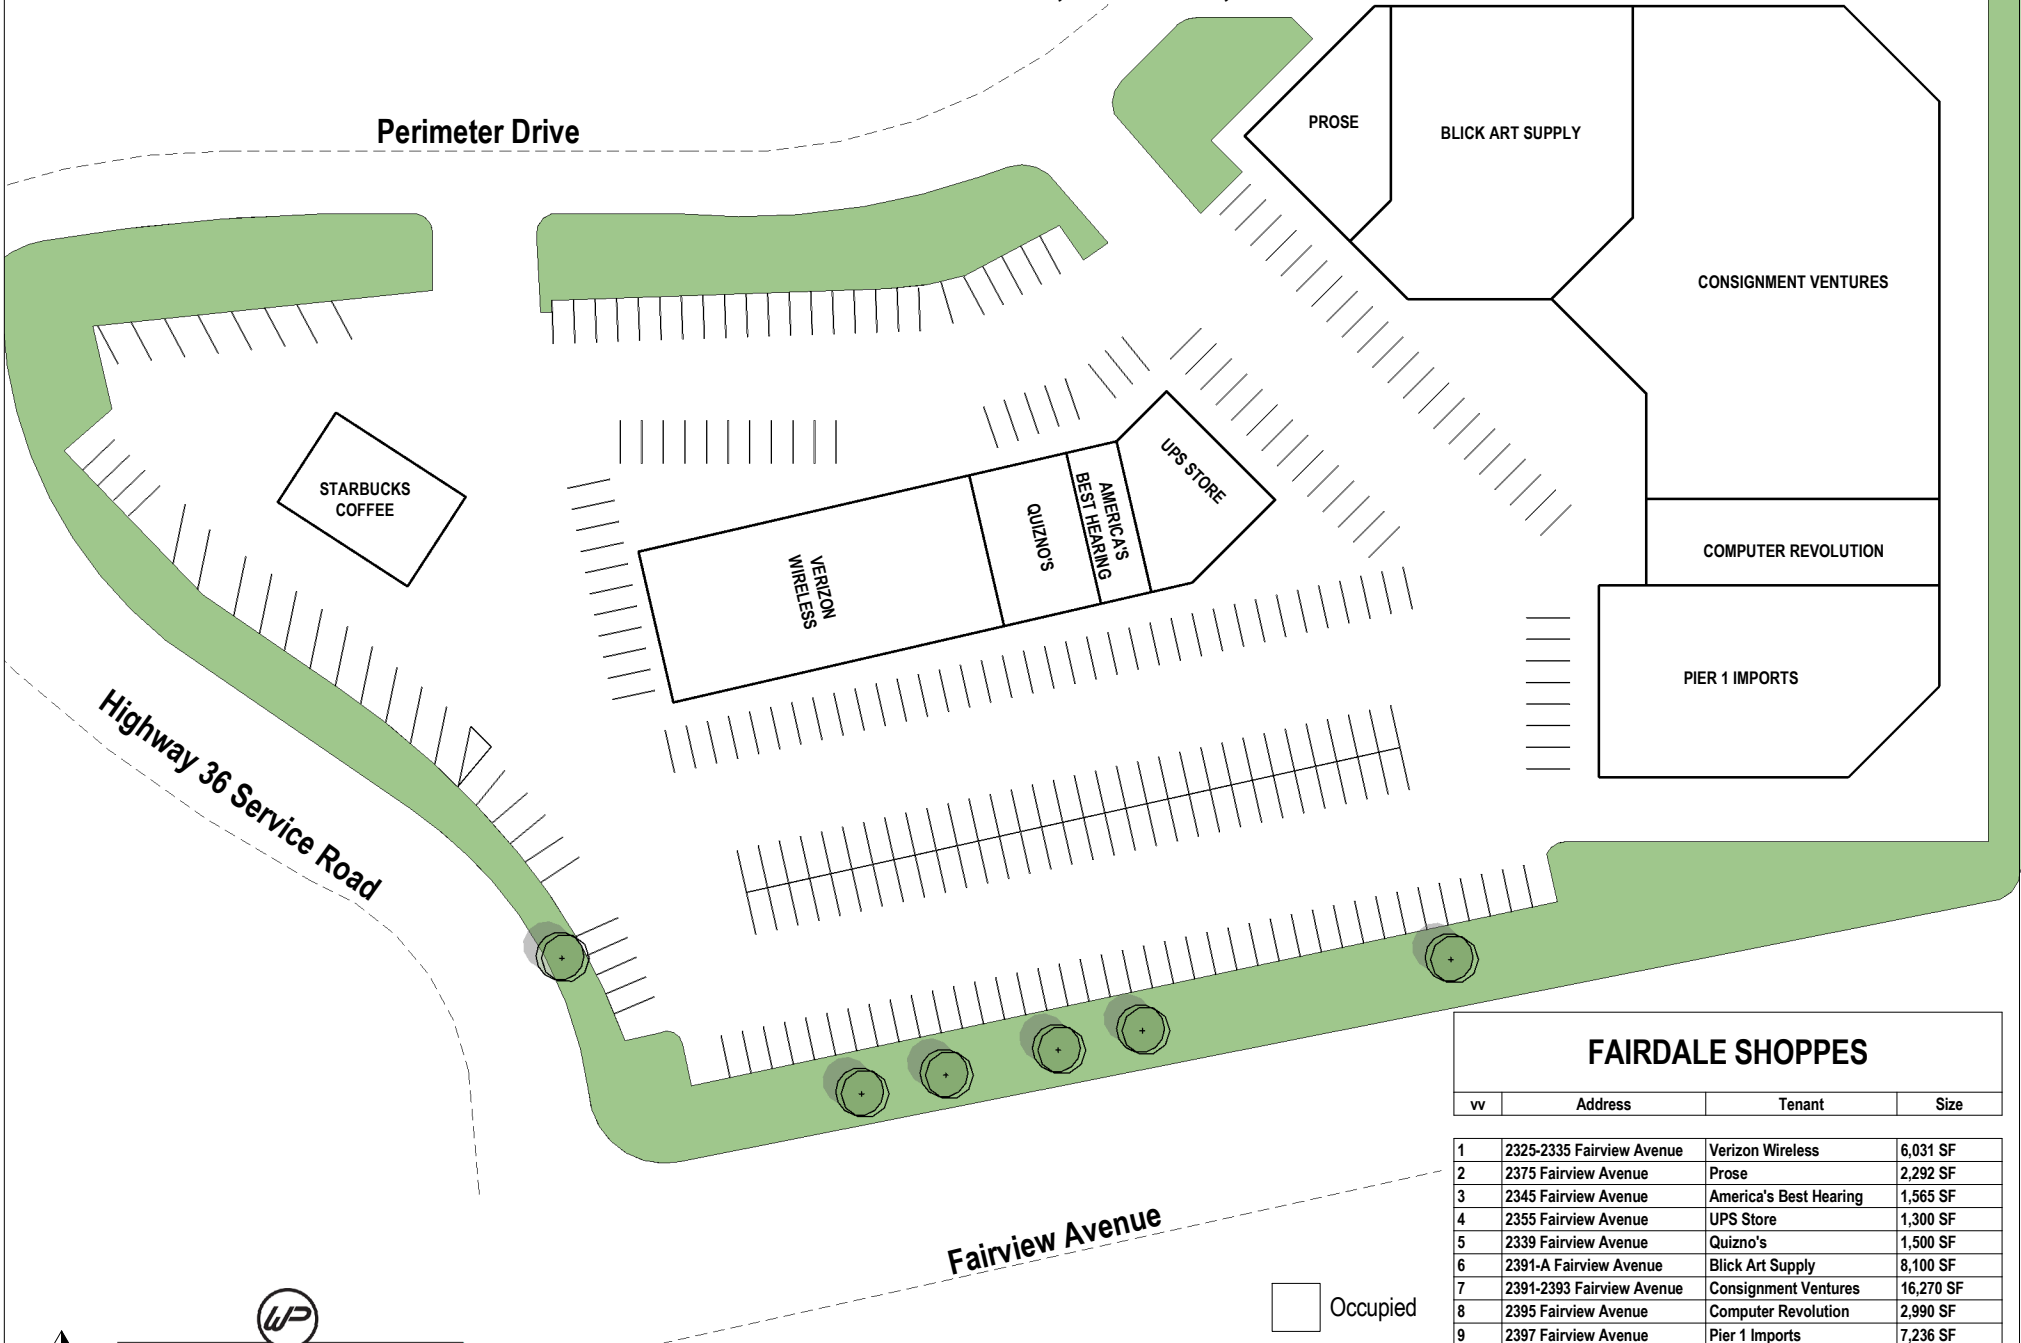 Perimeter Drive
PROSE
BLICK ART SUPPLY
CONSIGNMENT VENTURES
STARBUCKS
COFFEE
UPS STORE
AMERICA'S
BEST HEARING
QUIZNO'S
VERIZON
WIRELESS
COMPUTER REVOLUTION
PIER 1 IMPORTS
Highway 36 Service Road
Fairview Avenue
FAIRDALE SHOPPES
vv Address Tenant Size
1 2325-2335 Fairview Avenue Verizon Wireless 6,031 SF
2 2375 Fairview Avenue Prose 2,292 SF
3 2345 Fairview Avenue America's Best Hearing 1,565 SF
4 2355 Fairview Avenue UPS Store 1,300 SF
5 2339 Fairview Avenue Quizno's 1,500 SF
6 2391-A Fairview Avenue Blick Art Supply 8,100 SF
7 2391-2393 Fairview Avenue Consignment Ventures 16,270 SF
8 2395 Fairview Avenue Computer Revolution 2,990 SF
9 2397 Fairview Avenue Pier 1 Imports 7,236 SF
Occupied
WP